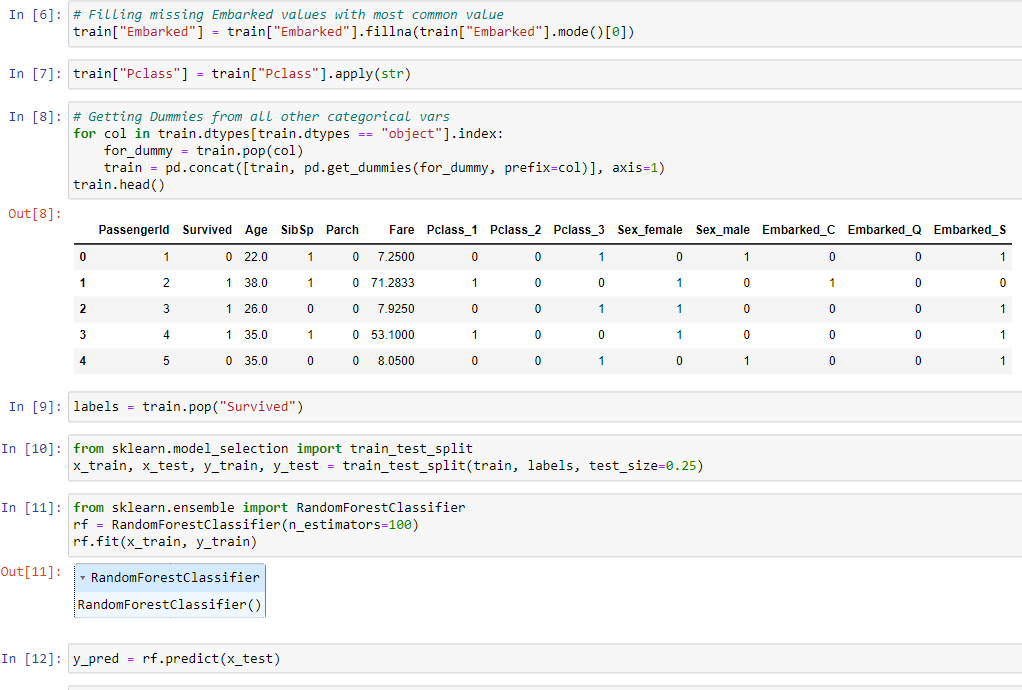 In [6]: # Filling missing Embarked values with most common value
train["Embarked"] = train["Embarked"].fillna(train["Embarked"].mode()[0])
In [7]: train["Pclass"] = train["Pclass"].apply(str)
In [8]: # Getting Dummies from all other categorical vars
for col in train.dtypes[train.dtypes == "object"].index:
    for_dummy = train.pop(col)
    train = pd.concat([train, pd.get_dummies(for_dummy, prefix=col)], axis=1)
train.head()
Out[8]:
PassengerId Survived Age SibSp Parch Fare Pclass_1 Pclass_2 Pclass_3 Sex_female Sex_male Embarked_C Embarked_Q Embarked_S
0 1 0 22.0 1 0 7.2500 0 0 1 0 1 0 0 1
1 2 1 38.0 1 0 71.2833 1 0 0 1 0 1 0 0
2 3 1 26.0 0 0 7.9250 0 0 1 1 0 0 0 1
3 4 1 35.0 1 0 53.1000 1 0 0 1 0 0 0 1
4 5 0 35.0 0 0 8.0500 0 0 1 0 1 0 0 1
In [9]: labels = train.pop("Survived")
In [10]: from sklearn.model_selection import train_test_split
x_train, x_test, y_train, y_test = train_test_split(train, labels, test_size=0.25)
In [11]: from sklearn.ensemble import RandomForestClassifier
rf = RandomForestClassifier(n_estimators=100)
rf.fit(x_train, y_train)
Out[11]: ▾ RandomForestClassifier
RandomForestClassifier()
In [12]: y_pred = rf.predict(x_test)